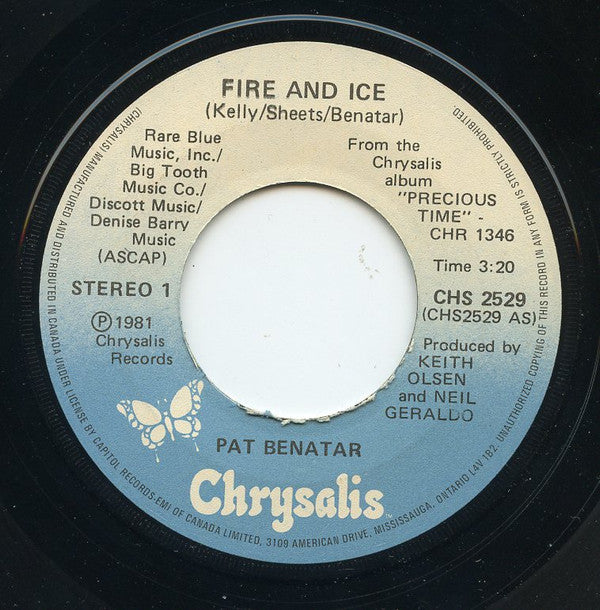 FIRE AND ICE
(Kelly/Sheets/Benatar)
Rare Blue
Music, Inc./
Big Tooth
Music Co./
Discott Music/
Denise Barry
Music
(ASCAP)
STEREO 1
Ⓟ1981
Chrysalis
Records
From the
Chrysalis
album
"PRECIOUS
TIME" -
CHR 1346
Time 3:20
CHS 2529
(CHS2529 AS)
Produced by
KEITH
OLSEN
and NEIL
GERALDO
PAT BENATAR
Chrysalis™
(CHRYSALIS) MANUFACTURED AND DISTRIBUTED IN CANADA UNDER LICENSE BY CAPITOL RECORDS-EMI OF CANADA LIMITED, 3109 AMERICAN DRIVE, MISSISSAUGA, ONTARIO L4V 1B2. UNAUTHORIZED COPYING OF THIS RECORD IN ANY FORM IS STRICTLY PROHIBITED.